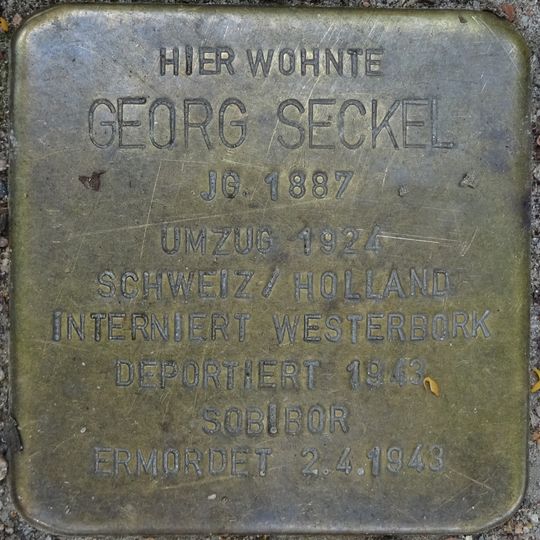 HIER WOHNTE
GEORG SECKEL
JG. 1887
UMZUG 1924
SCHWEIZ / HOLLAND
INTERNIERT WESTERBORK
DEPORTIERT 1943
SOBIBOR
ERMORDET 2.4.1943